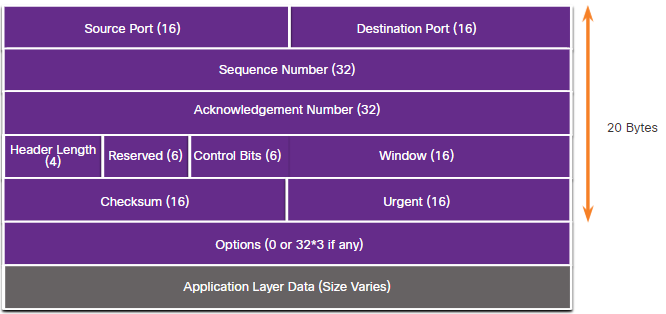 Source Port (16)
Destination Port (16)
Sequence Number (32)
Acknowledgement Number (32)
Header Length
(4)
Reserved (6)
Control Bits (6)
Window (16)
Checksum (16)
Urgent (16)
Options (0 or 32*3 if any)
Application Layer Data (Size Varies)
20 Bytes